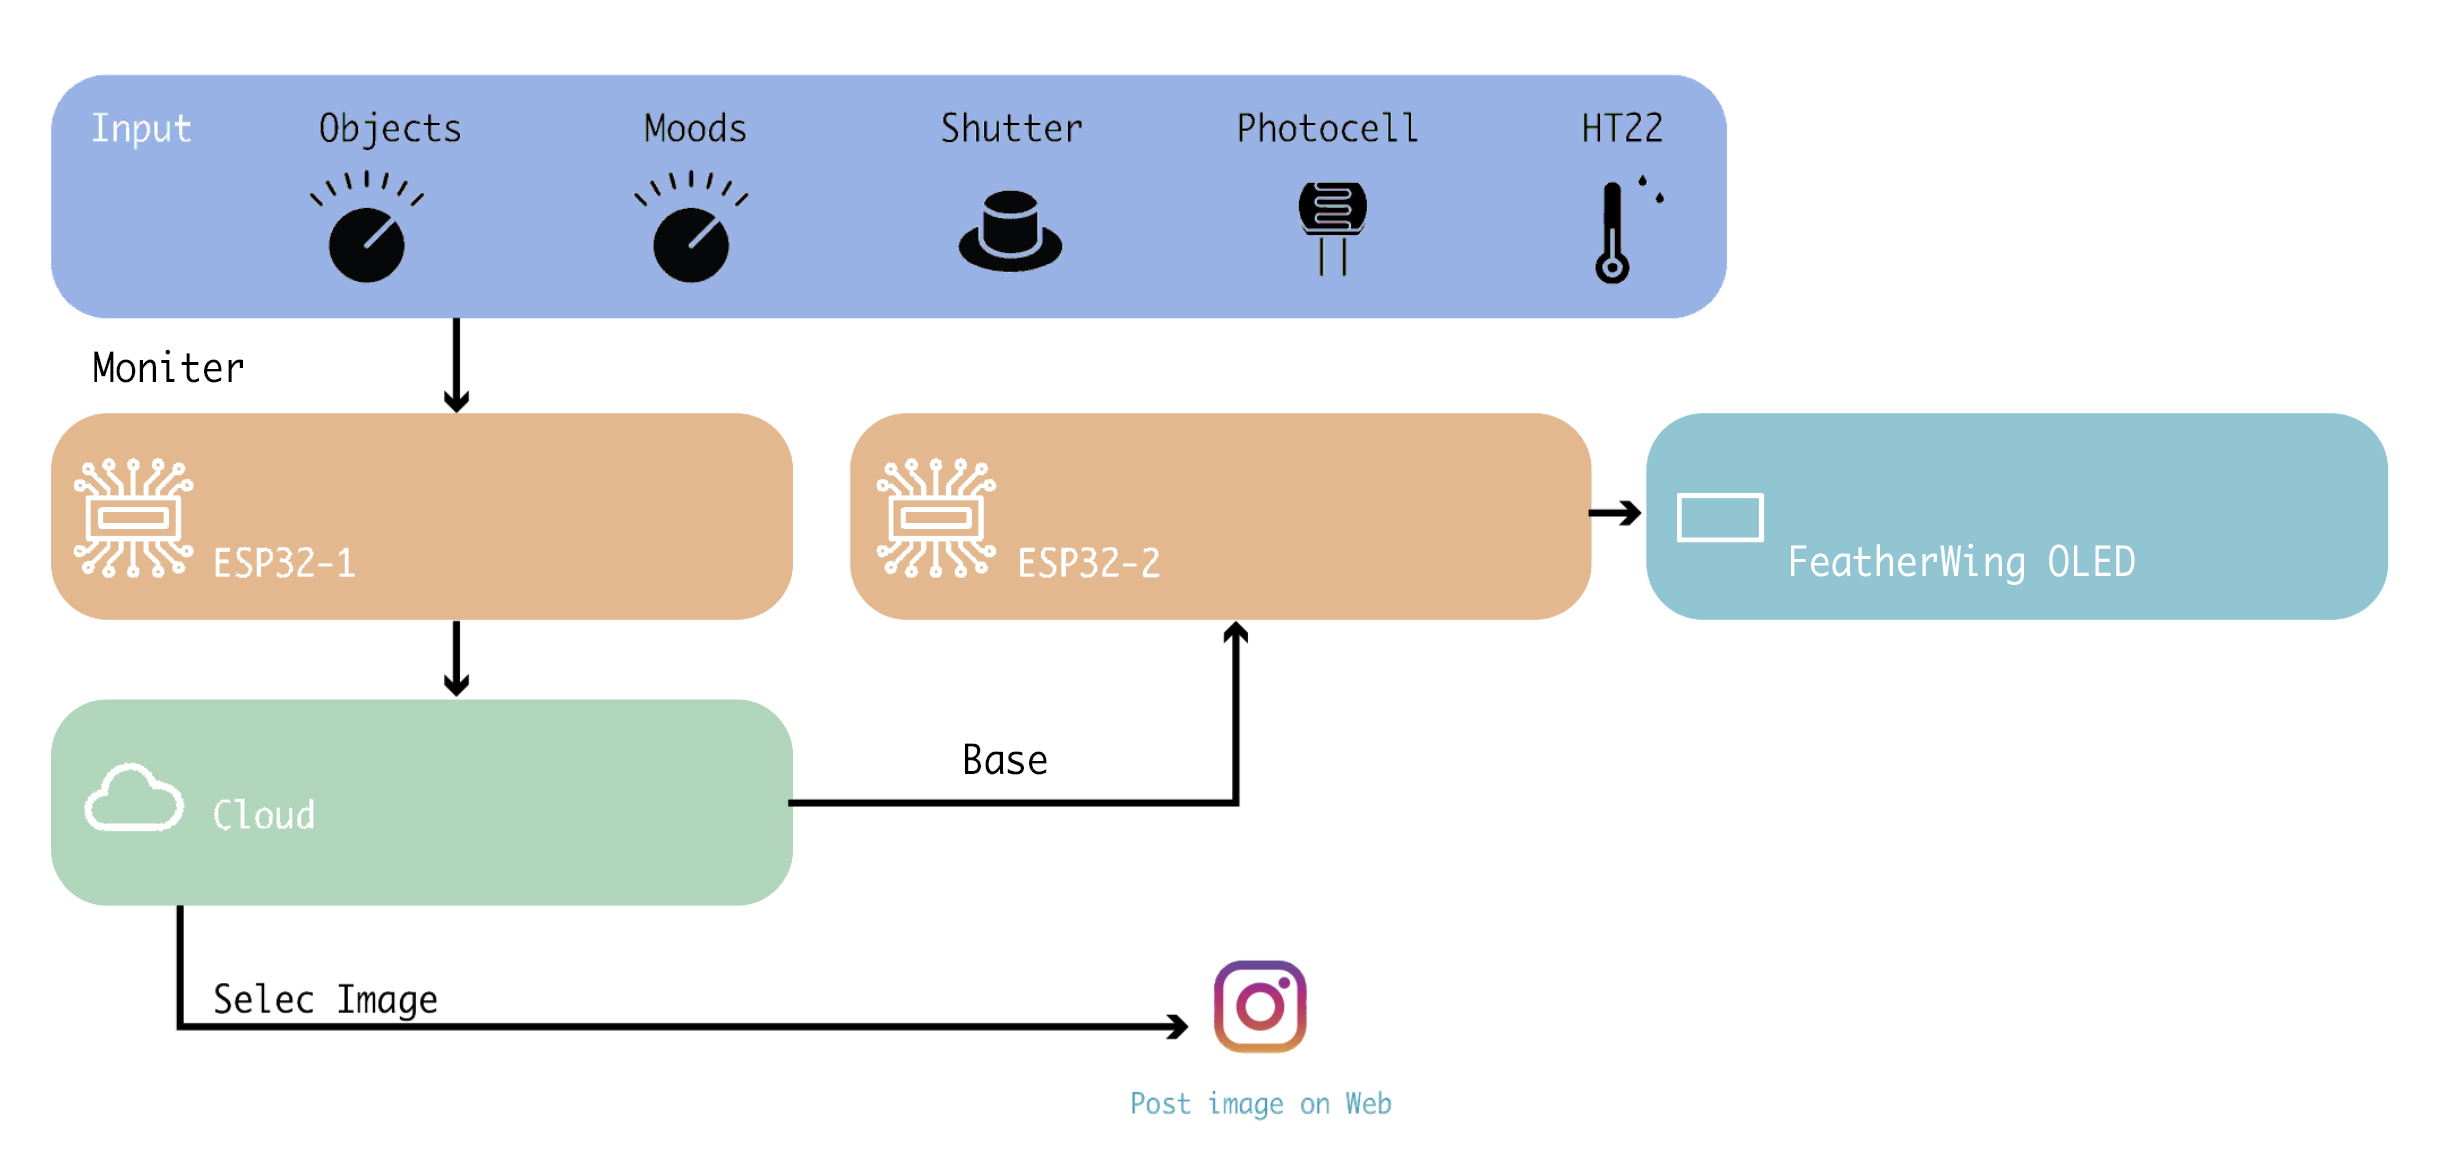 Input Objects Moods Shutter Photocell HT22
Moniter
ESP32-1 ESP32-2 FeatherWing OLED
Base
Cloud
Selec Image
Post image on Web